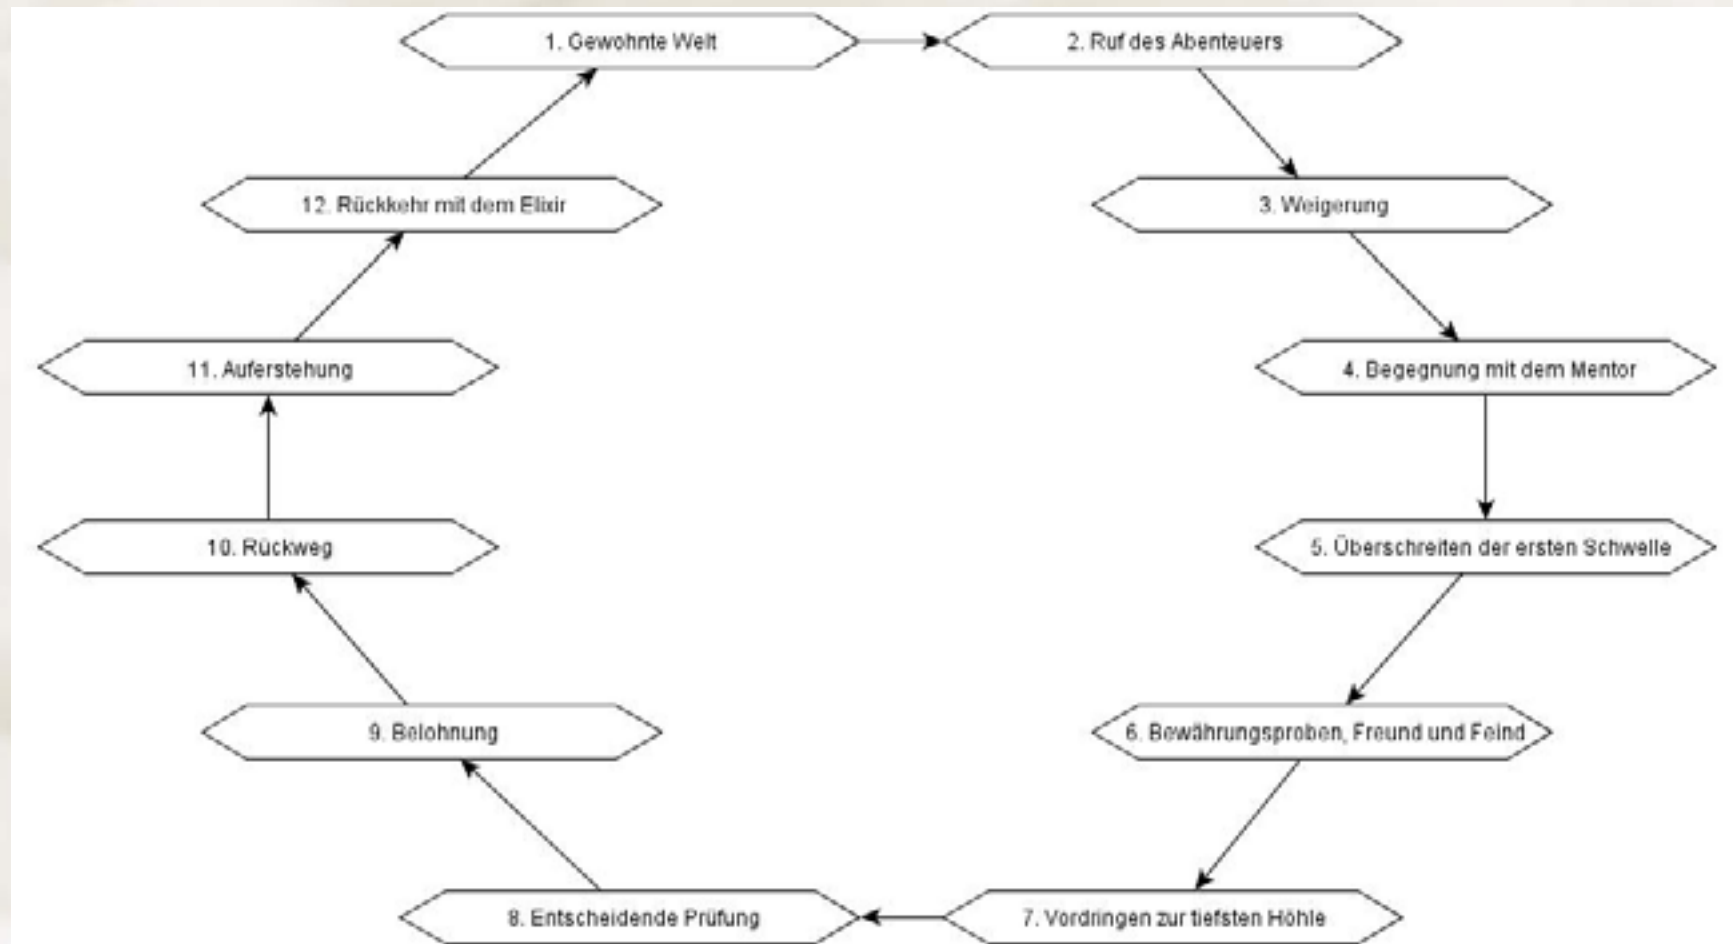 1. Gewohnte Welt
2. Ruf des Abenteuers
3. Weigerung
4. Begegnung mit dem Mentor
5. Überschreiten der ersten Schwelle
6. Bewährungsproben, Freund und Feind
7. Vordringen zur tiefsten Höhle
8. Entscheidende Prüfung
9. Belohnung
10. Rückweg
11. Auferstehung
12. Rückkehr mit dem Elixir